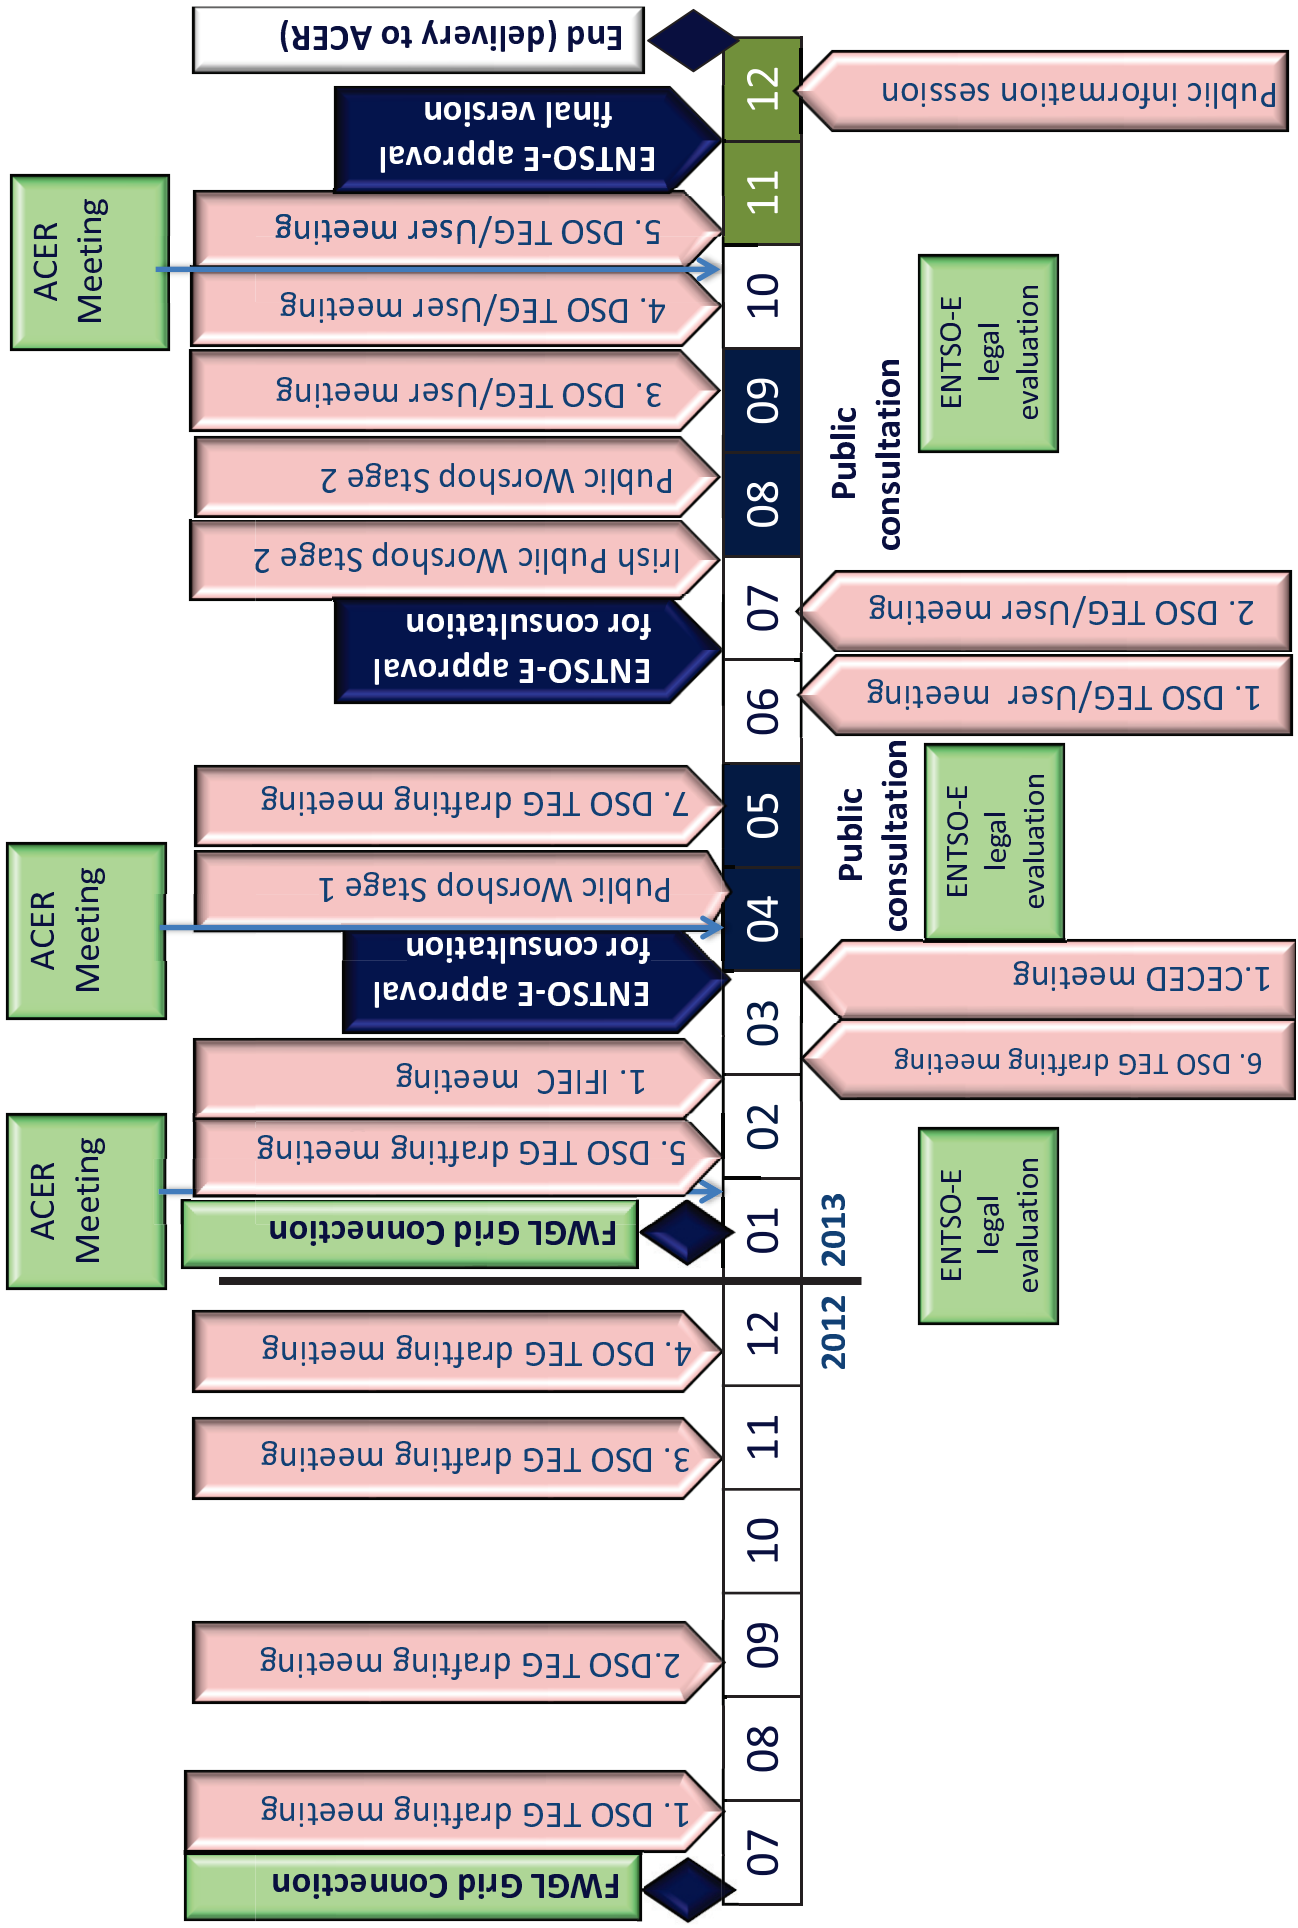 End (delivery to ACER)
ENTSO-E approval
final version
ACER
Meeting
5. DSO TEG/User meeting
4. DSO TEG/User meeting
3. DSO TEG/User meeting
Public Worshop Stage 2
Irish Public Worshop Stage 2
ENTSO-E approval
for consultation
7. DSO TEG drafting meeting
ACER
Meeting
Public Worshop Stage 1
ENTSO-E approval
for consultation
1. IFIEC meeting
ACER
Meeting
5. DSO TEG drafting meeting
FWGL Grid Connection
4. DSO TEG drafting meeting
3. DSO TEG drafting meeting
2.DSO TEG drafting meeting
1. DSO TEG drafting meeting
FWGL Grid Connection
12
11
10
09
08
07
06
05
04
03
02
01
12
11
10
09
08
07
2013
2012
Public information session
ENTSO-E
legal
evaluation
Public
consultation
2. DSO TEG/User meeting
1. DSO TEG/User meeting
Public
consultation
ENTSO-E
legal
evaluation
1.CECED meeting
6. DSO TEG drafting meeting
ENTSO-E
legal
evaluation